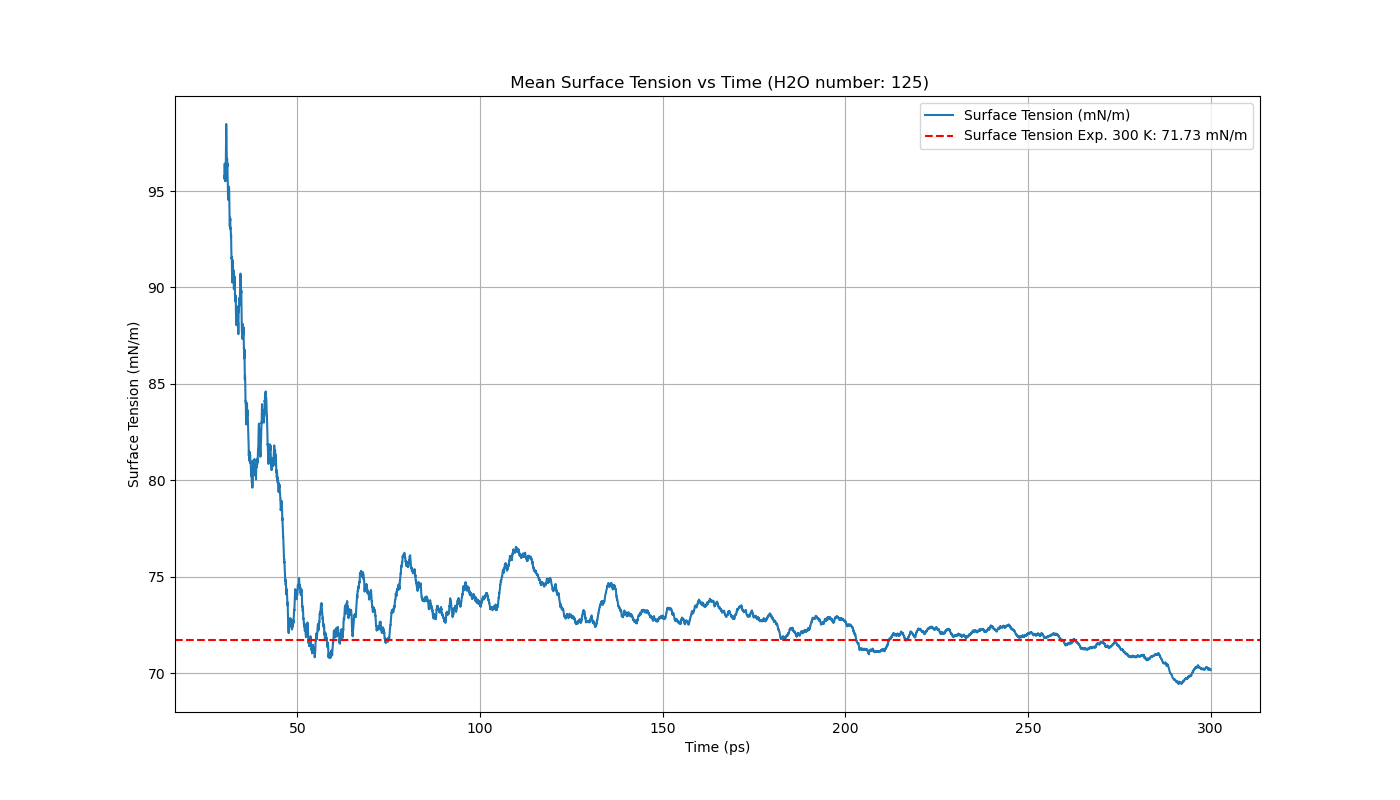 Mean Surface Tension vs Time (H2O number: 125)
Surface Tension (mN/m)
Surface Tension Exp. 300 K: 71.73 mN/m
Surface Tension (mN/m)
95
90
85
80
75
70
50 100 150 200 250 300
Time (ps)